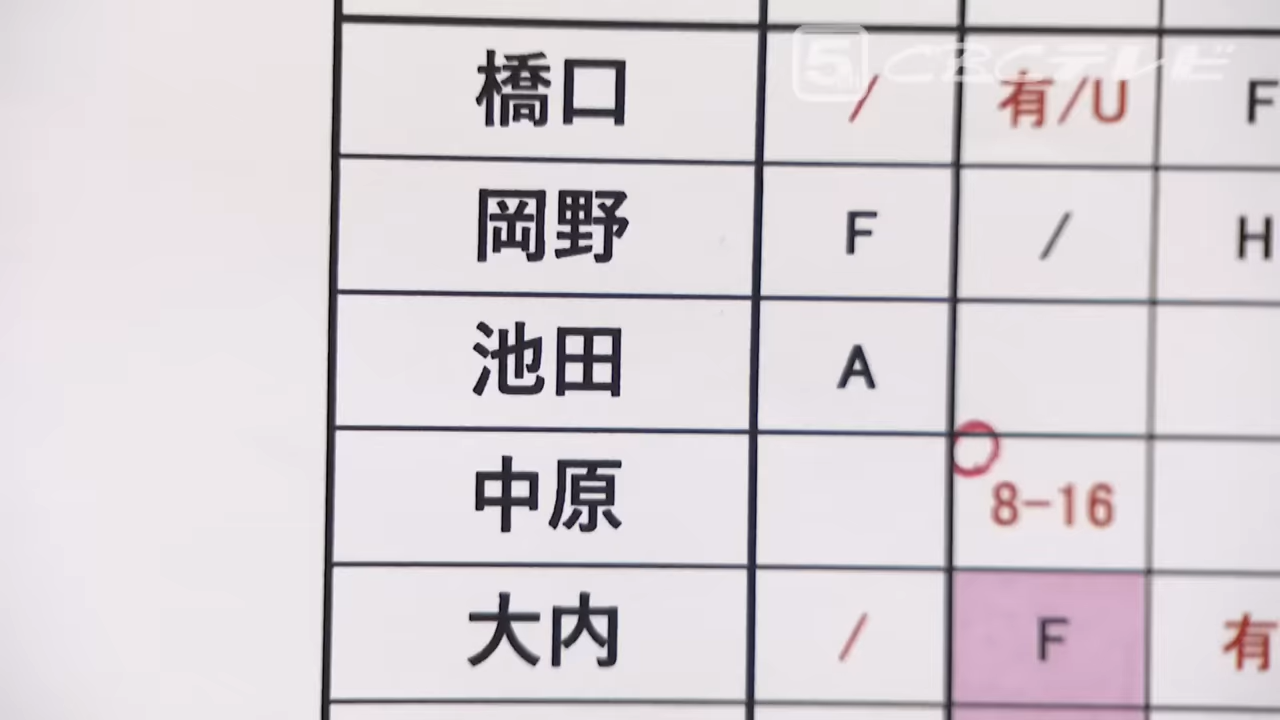 5 CBCテレビ
橋口 / 有/U F
岡野 F / H
池田 A
中原 8-16
大内 / F 有